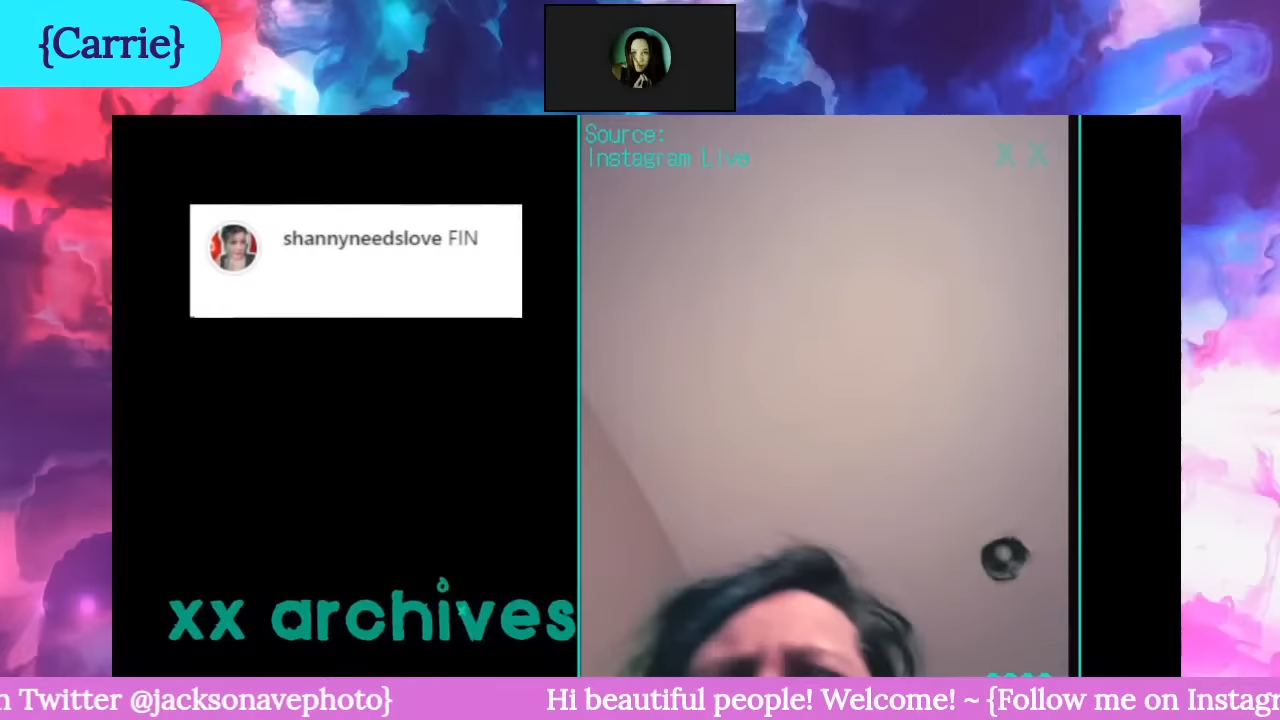 {Carrie}
Source:
Instagram Live
X X
shannyneedslove FIN
xx archives
n Twitter @jacksonavephoto} Hi beautiful people! Welcome! ~ {Follow me on Instagr